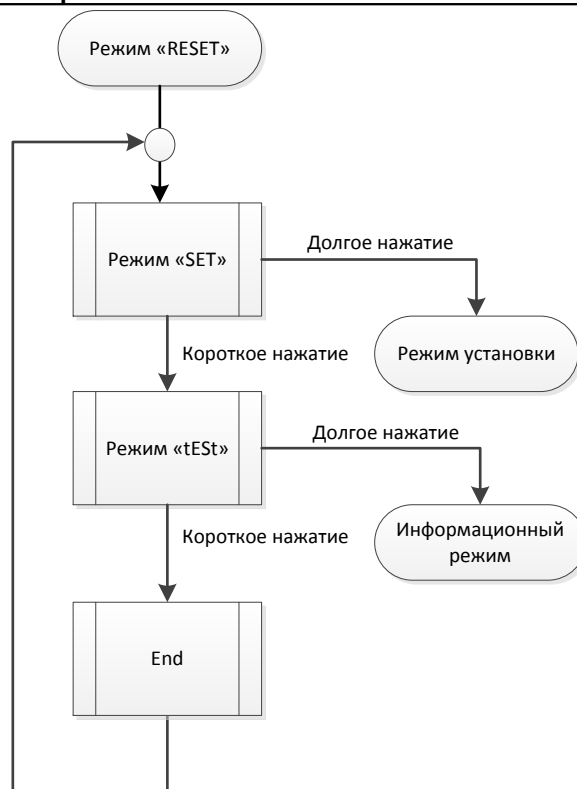 Режим «RESET»
Режим «SET»
Долгое нажатие
Режим установки
Короткое нажатие
Режим «tESt»
Долгое нажатие
Информационный
режим
Короткое нажатие
End